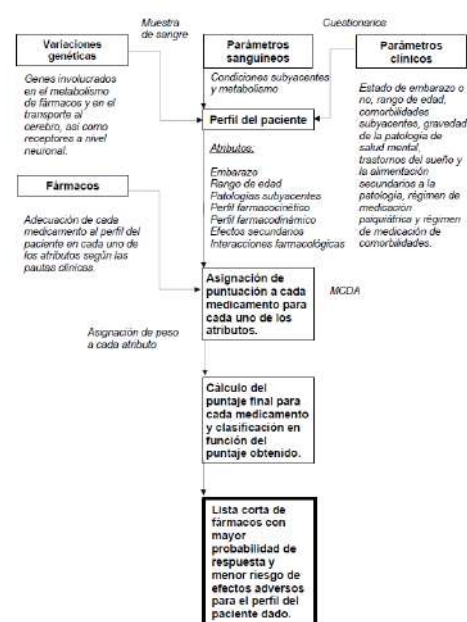 Muestra
de sangre
Cuestionarios
Variaciones
genéticas
Parámetros
sanguíneos
Parámetros
clínicos
Genes involucrados
en el metabolismo
de fármacos y en el
transporte al
cerebro, así como
receptores a nivel
neuronal.
Condiciones subyacentes
y metabolismo
Estado de embarazo o
no, rango de edad,
comorbilidades
subyacentes, gravedad
de la patología de
salud mental,
trastornos del sueño y
la alimentación
secundarios a la
patología, régimen de
medicación
psiquiátrica y régimen
de medicación de
comorbilidades.
Perfil del paciente
Atributos:
Embarazo
Rango de edad
Patologías subyacentes
Perfil farmacocinético
Perfil farmacodinámico
Efectos secundarios
Interacciones farmacológicas
Fármacos
Adecuación de cada
medicamento al perfil del
paciente en cada uno de
los atributos según las
pautas clínicas.
Asignación de
puntuación a cada
medicamento para
cada uno de los
atributos.
MCDA
Asignación de peso
a cada atributo
Cálculo del
puntaje final para
cada medicamento
y clasificación en
función del
puntaje obtenido.
Lista corta de
fármacos con
mayor
probabilidad de
respuesta y
menor riesgo de
efectos adversos
para el perfil del
paciente dado.